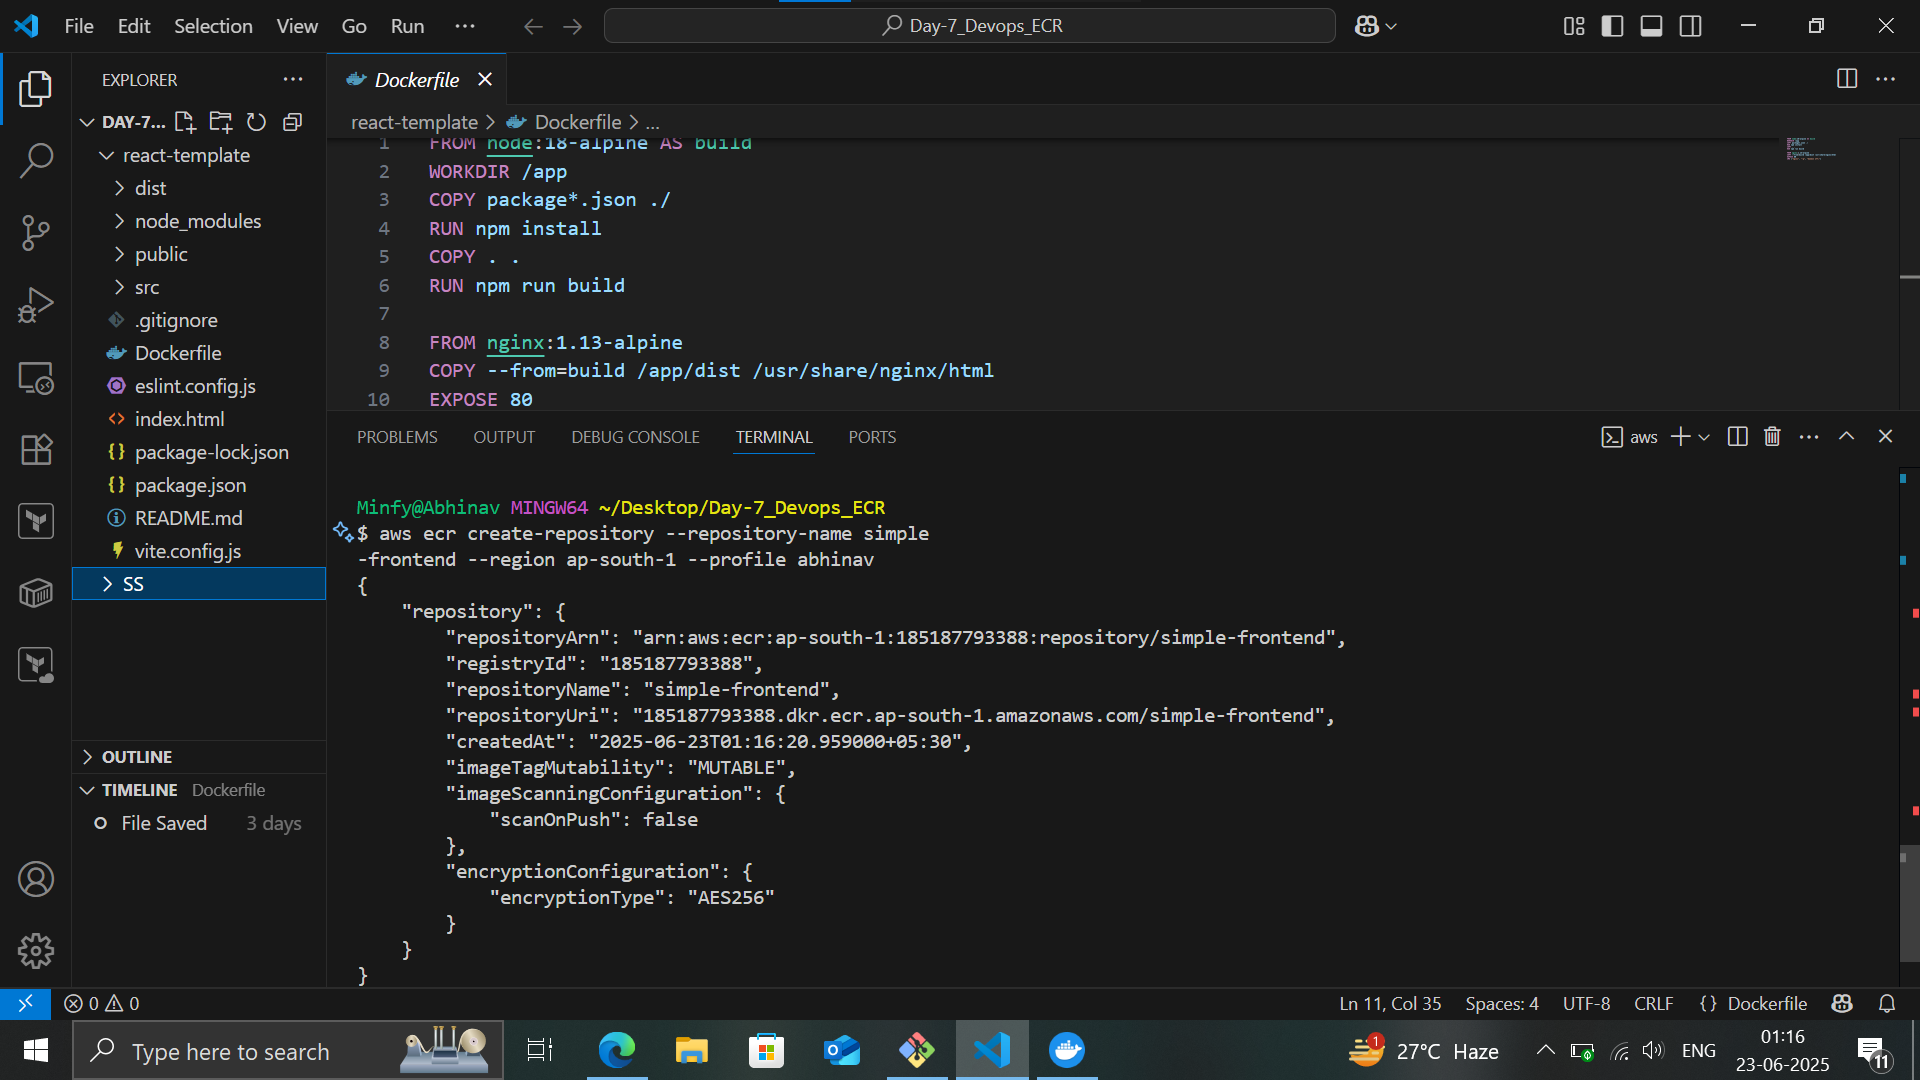 File Edit Selection View Go Run ···
Day-7_Devops_ECR
EXPLORER ···
DAY-7...
react-template
dist
node_modules
public
src
.gitignore
Dockerfile
eslint.config.js
index.html
package-lock.json
package.json
README.md
vite.config.js
SS
OUTLINE
TIMELINE Dockerfile
File Saved 3 days
Dockerfile
react-template > Dockerfile > ...
1 FROM node:18-alpine AS build
2 WORKDIR /app
3 COPY package*.json ./
4 RUN npm install
5 COPY . .
6 RUN npm run build
7
8 FROM nginx:1.13-alpine
9 COPY --from=build /app/dist /usr/share/nginx/html
10 EXPOSE 80
PROBLEMS OUTPUT DEBUG CONSOLE TERMINAL PORTS
aws
Minfy@Abhinav MINGW64 ~/Desktop/Day-7_Devops_ECR
$ aws ecr create-repository --repository-name simple
-frontend --region ap-south-1 --profile abhinav
{
"repository": {
"repositoryArn": "arn:aws:ecr:ap-south-1:185187793388:repository/simple-frontend",
"registryId": "185187793388",
"repositoryName": "simple-frontend",
"repositoryUri": "185187793388.dkr.ecr.ap-south-1.amazonaws.com/simple-frontend",
"createdAt": "2025-06-23T01:16:20.959000+05:30",
"imageTagMutability": "MUTABLE",
"imageScanningConfiguration": {
"scanOnPush": false
},
"encryptionConfiguration": {
"encryptionType": "AES256"
}
}
}
0 0
Ln 11, Col 35 Spaces: 4 UTF-8 CRLF {} Dockerfile
Type here to search
1 27°C Haze
ENG
01:16
23-06-2025
11